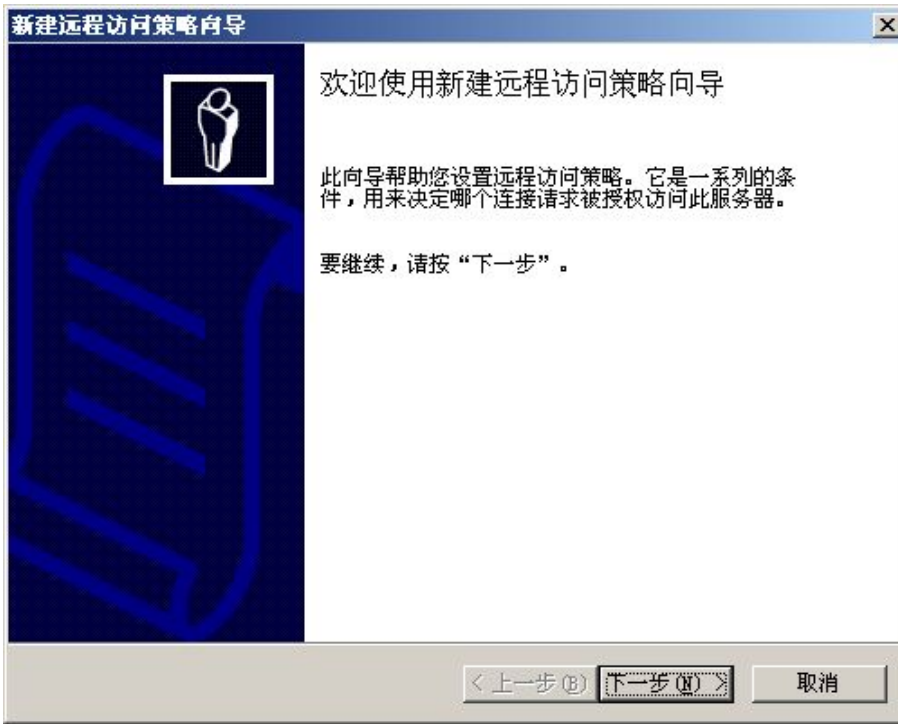 新建远程访问策略向导
欢迎使用新建远程访问策略向导
此向导帮助您设置远程访问策略。它是一系列的条
件，用来决定哪个连接请求被授权访问此服务器。
要继续，请按“下一步”。
< 上一步(B) 下一步(N) > 取消